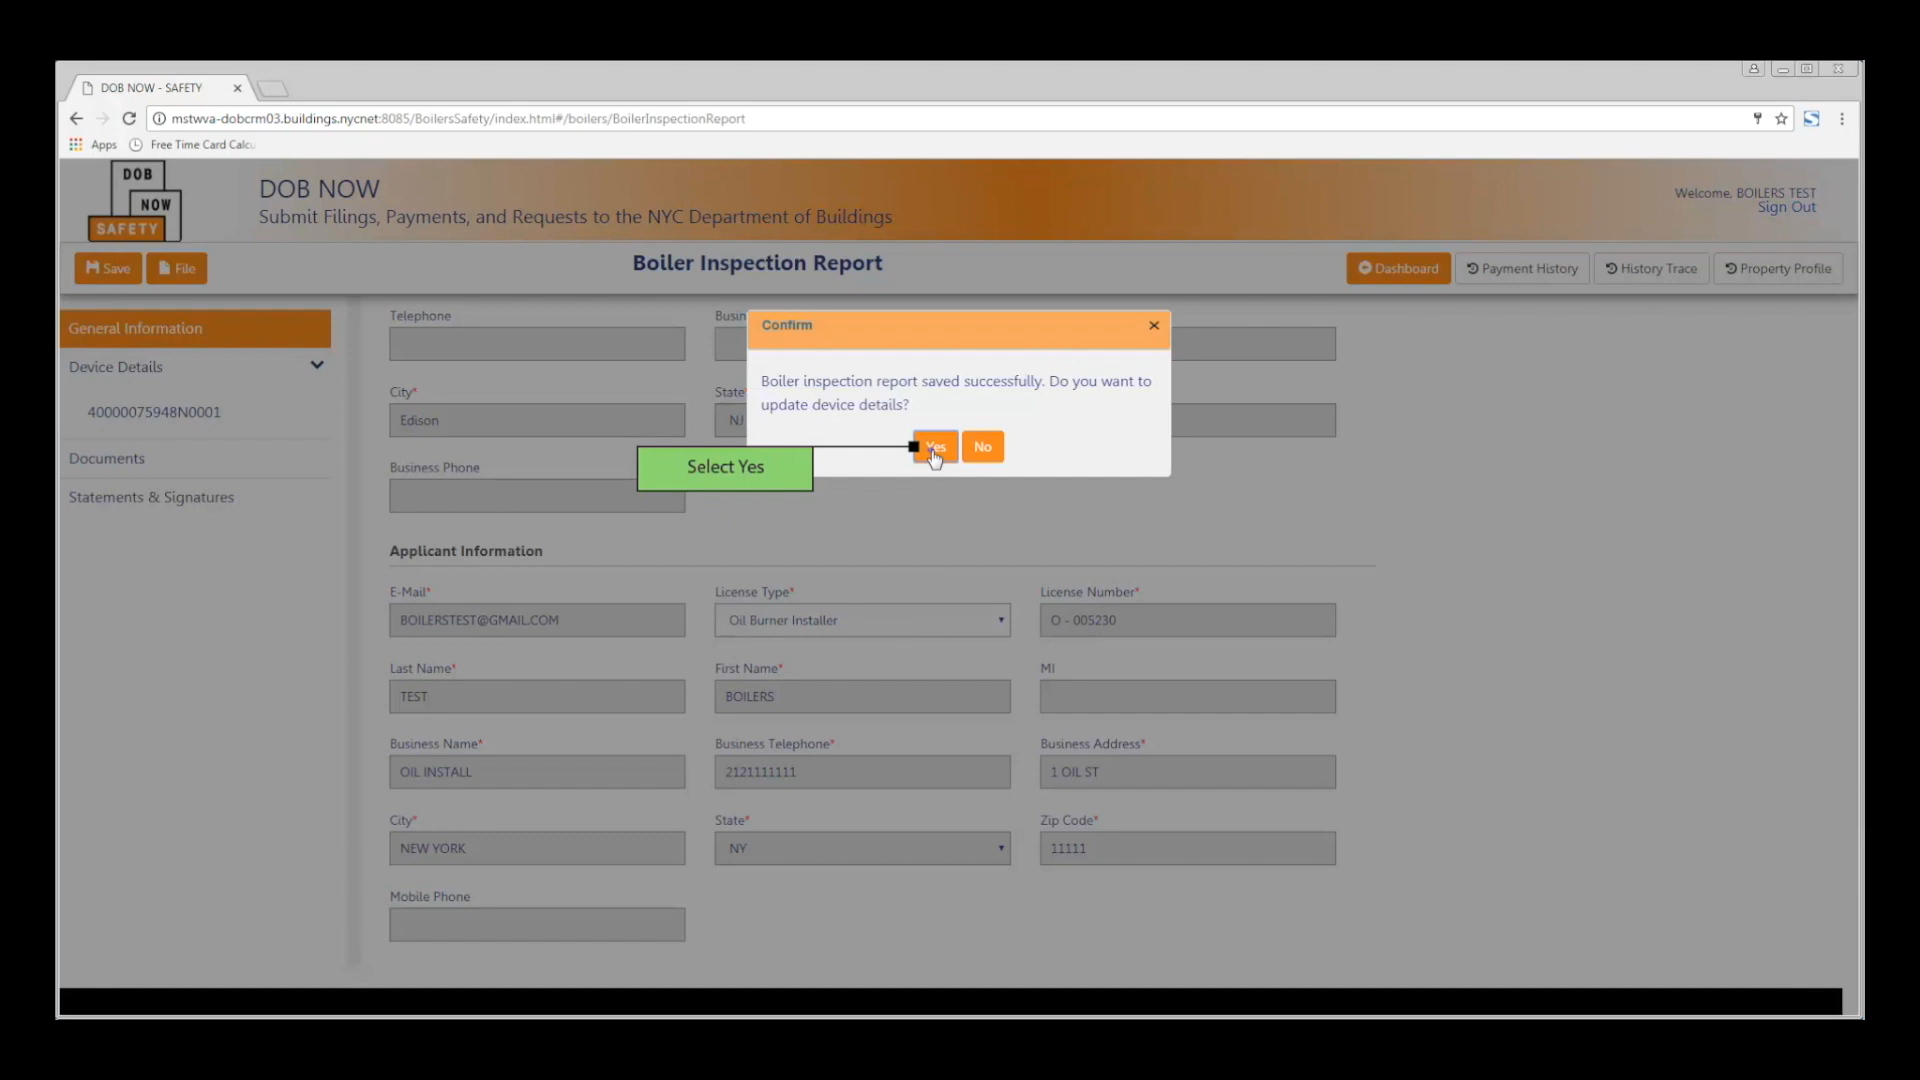 DOB NOW - SAFETY
mstwva-dobcrm03.buildings.nycnet:8085/BoilersSafety/index.html#/boilers/BoilerInspectionReport
Apps Free Time Card Calcu
DOB
NOW
SAFETY
DOB NOW
Submit Filings, Payments, and Requests to the NYC Department of Buildings
Welcome, BOILERS TEST
Sign Out
Save File
Boiler Inspection Report
Dashboard Payment History History Trace Property Profile
General Information
Device Details
40000075948N0001
Documents
Statements & Signatures
Telephone
City*
Edison
State
NJ
Business Phone
Confirm
Boiler inspection report saved successfully. Do you want to
update device details?
Yes No
Select Yes
Applicant Information
E-Mail* License Type* License Number*
BOILERSTEST@GMAIL.COM Oil Burner Installer O - 005230
Last Name* First Name* MI
TEST BOILERS
Business Name* Business Telephone* Business Address*
OIL INSTALL 2121111111 1 OIL ST
City* State* Zip Code*
NEW YORK NY 11111
Mobile Phone